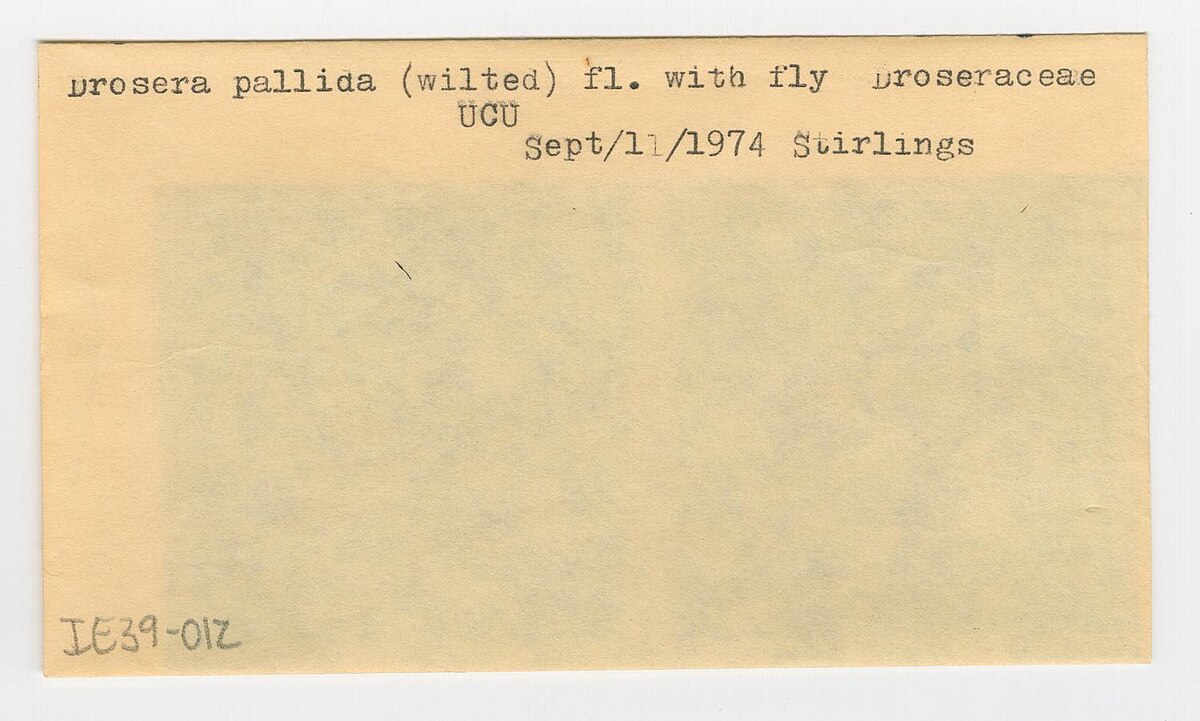 Drosera pallida (wilted) fl. with fly Droseraceae
UCU
Sept/11/1974 Stirlings
IE39-012